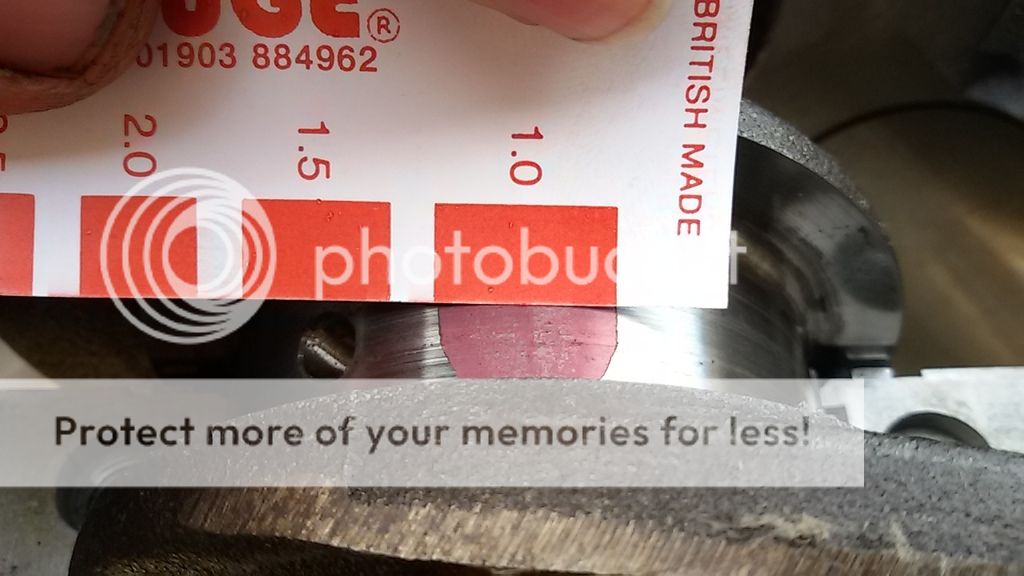 UGE®
01903 884962
BRITISH MADE
2.0
1.5
1.0
photobucket
Protect more of your memories for less!